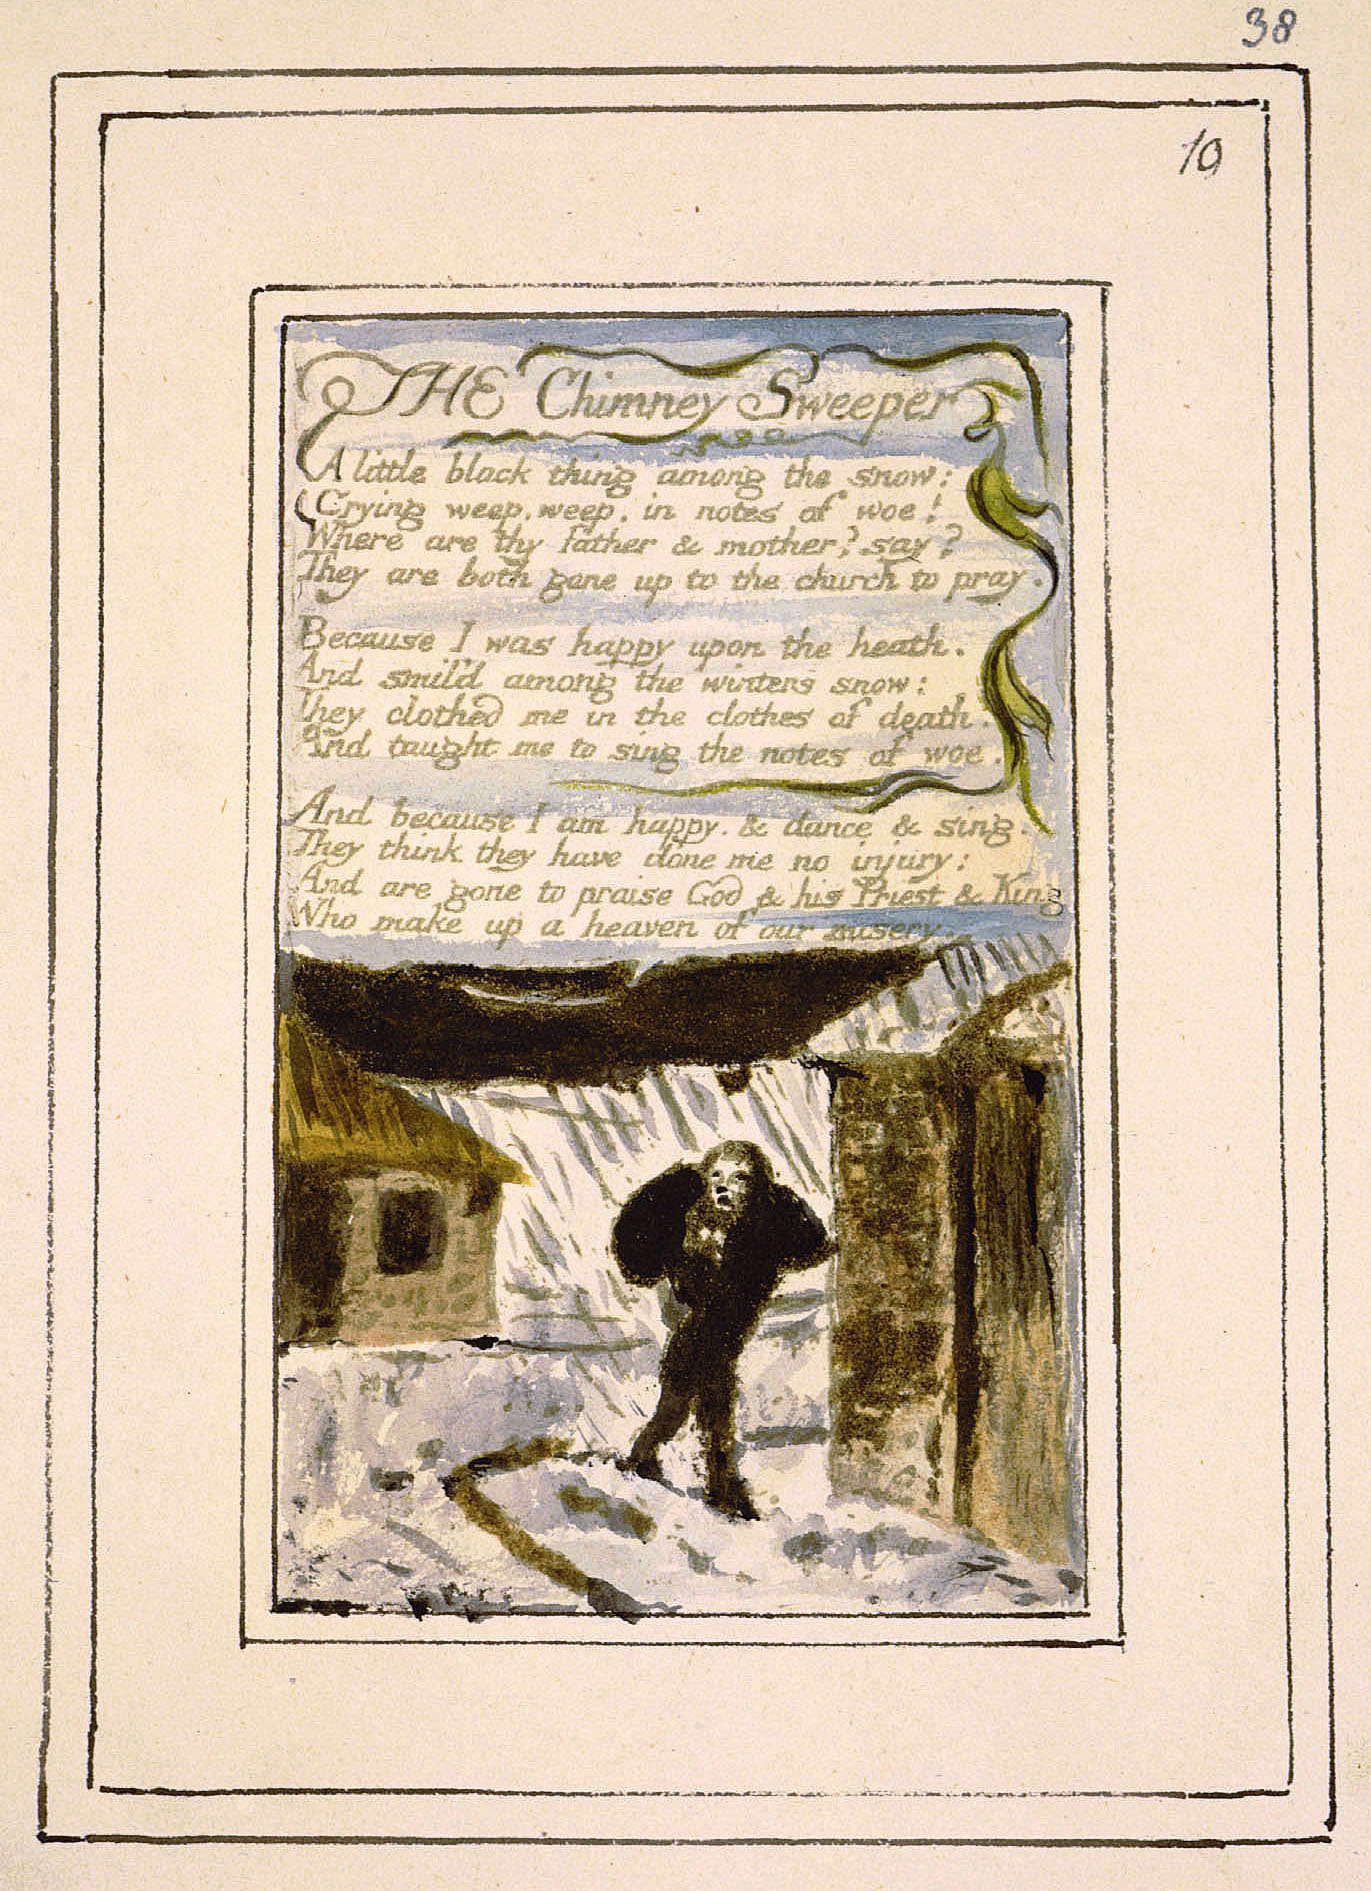 38
10
THE Chimney Sweeper
A little black thing among the snow:
Crying weep, weep, in notes of woe!
Where are thy father & mother? say?
They are both gone up to the church to pray.
Because I was happy upon the heath.
And smil'd among the winters snow:
They clothed me in the clothes of death.
And taught me to sing the notes of woe.
And because I am happy. & dance & sing.
They think they have done me no injury:
And are gone to praise God & his Priest & King
Who make up a heaven of our misery.